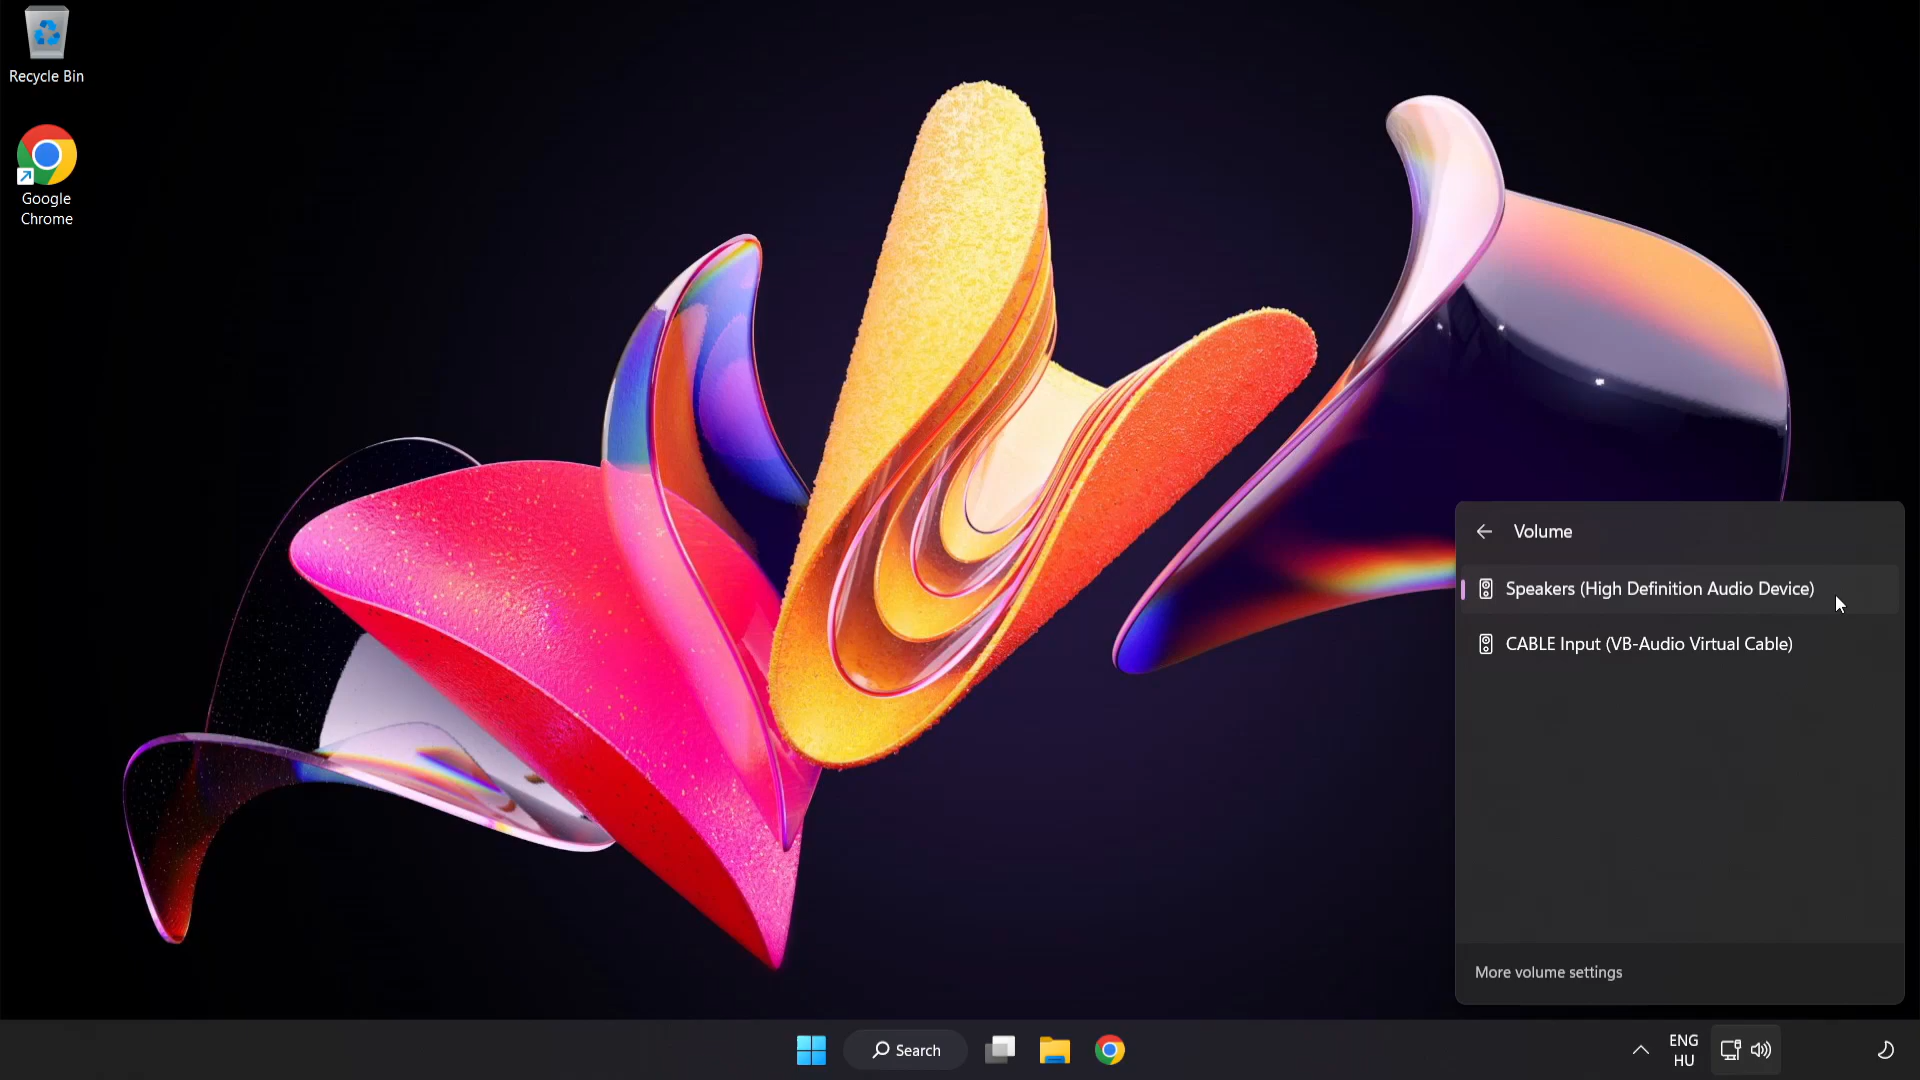 Recycle Bin
Google
Chrome
Volume
Speakers (High Definition Audio Device)
CABLE Input (VB-Audio Virtual Cable)
More volume settings
Search
ENG
HU